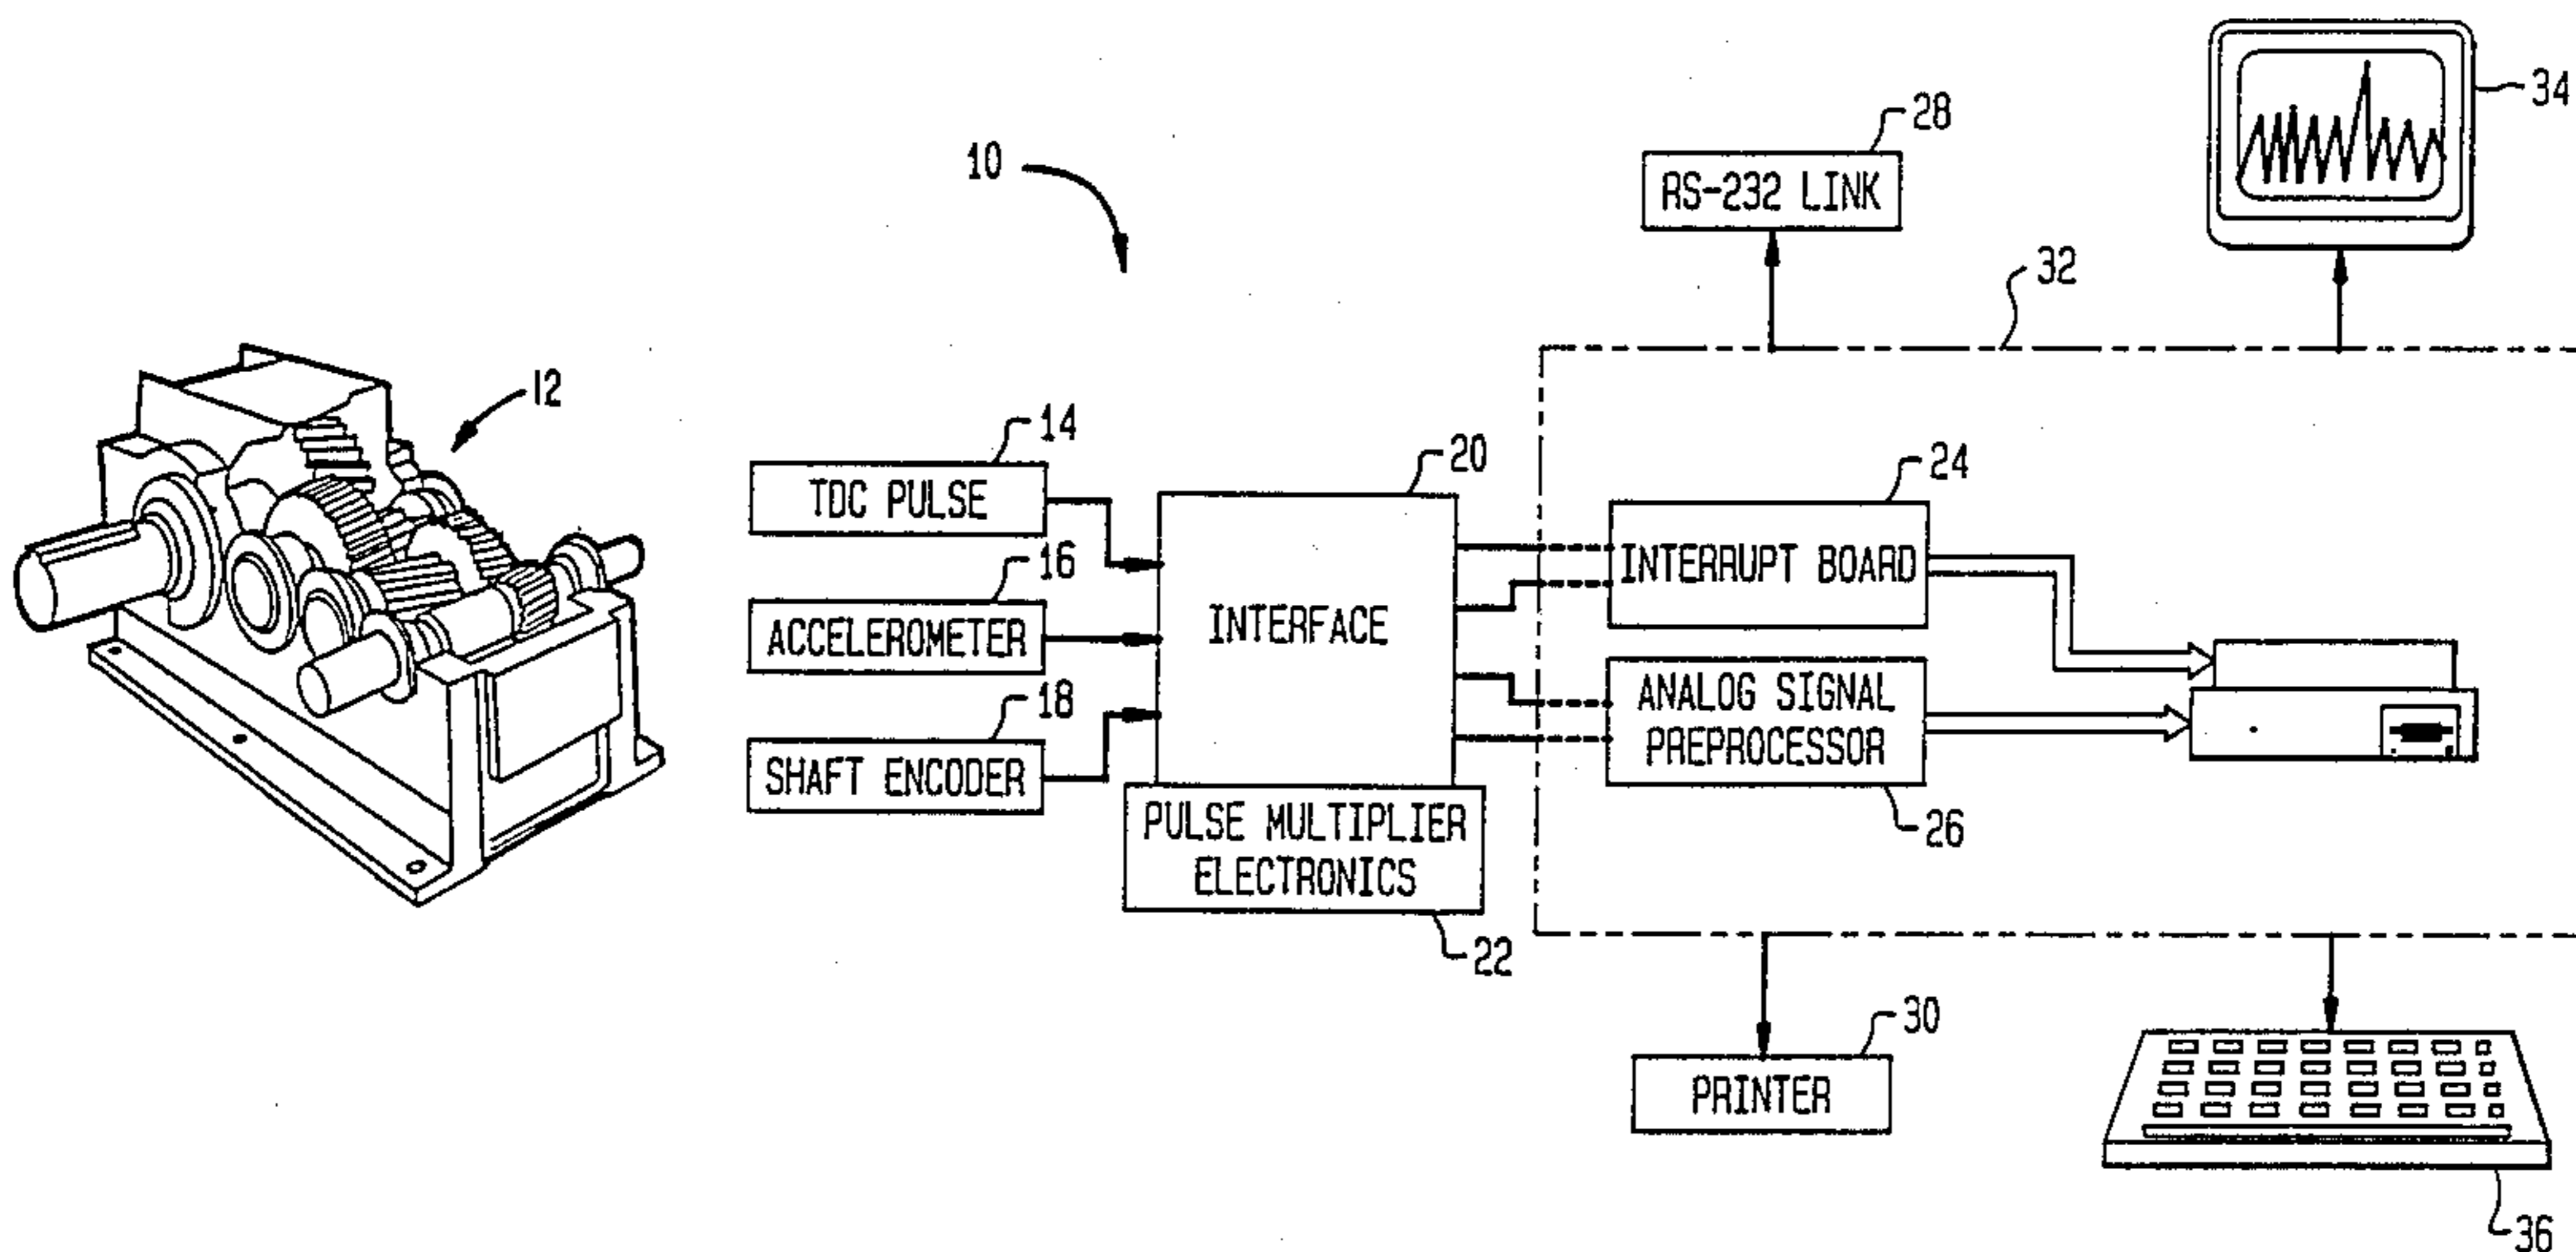 10
12
14
TDC PULSE
16
ACCELEROMETER
18
SHAFT ENCODER
20
INTERFACE
PULSE MULTIPLIER
ELECTRONICS
22
24
INTERRUPT BOARD
ANALOG SIGNAL
PREPROCESSOR
26
28
RS-232 LINK
30
PRINTER
32
34
36